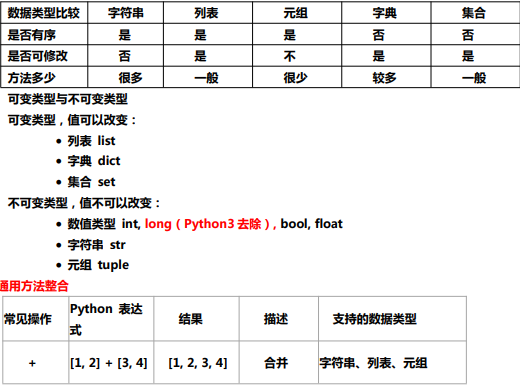 数据类型比较 字符串 列表 元组 字典 集合
是否有序 是 是 是 否 否
是否可修改 否 是 不 是 是
方法多少 很多 一般 很少 较多 一般
可变类型与不可变类型
可变类型，值可以改变：
• 列表 list
• 字典 dict
• 集合 set
不可变类型，值不可以改变：
• 数值类型 int, long（Python3去除）, bool, float
• 字符串 str
• 元组 tuple
通用方法整合
常见操作 Python 表达式 结果 描述 支持的数据类型
+ [1, 2] + [3, 4] [1, 2, 3, 4] 合并 字符串、列表、元组